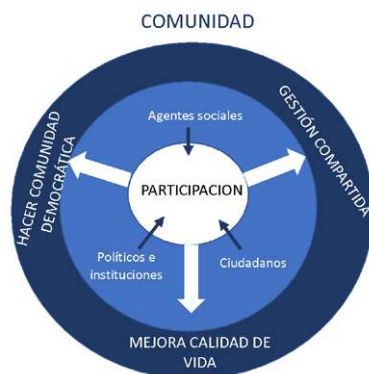 COMUNIDAD
HACER COMUNIDAD
DEMOCRÁTICA
GESTIÓN COMPARTIDA
Agentes sociales
PARTICIPACION
Políticos e
instituciones
Ciudadanos
MEJORA CALIDAD DE
VIDA